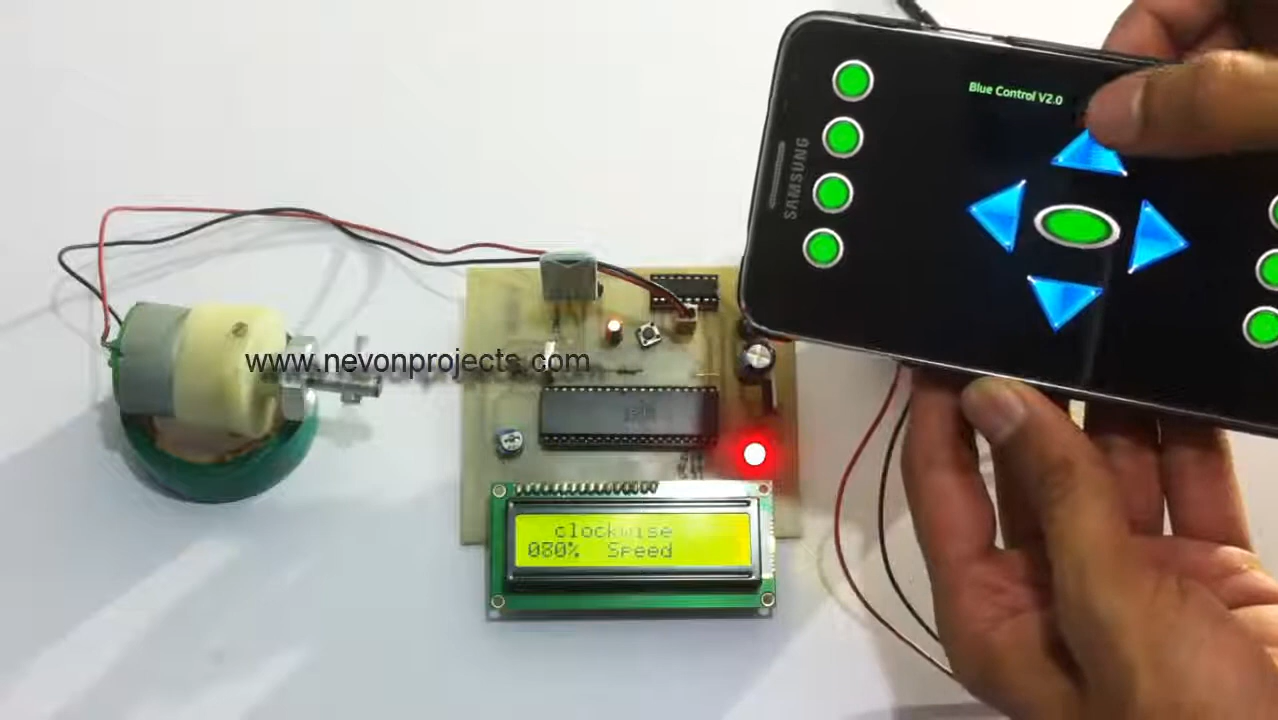 Blue Control V2.0
SAMSUNG
www.nevonprojects.com
clockwise
080% Speed